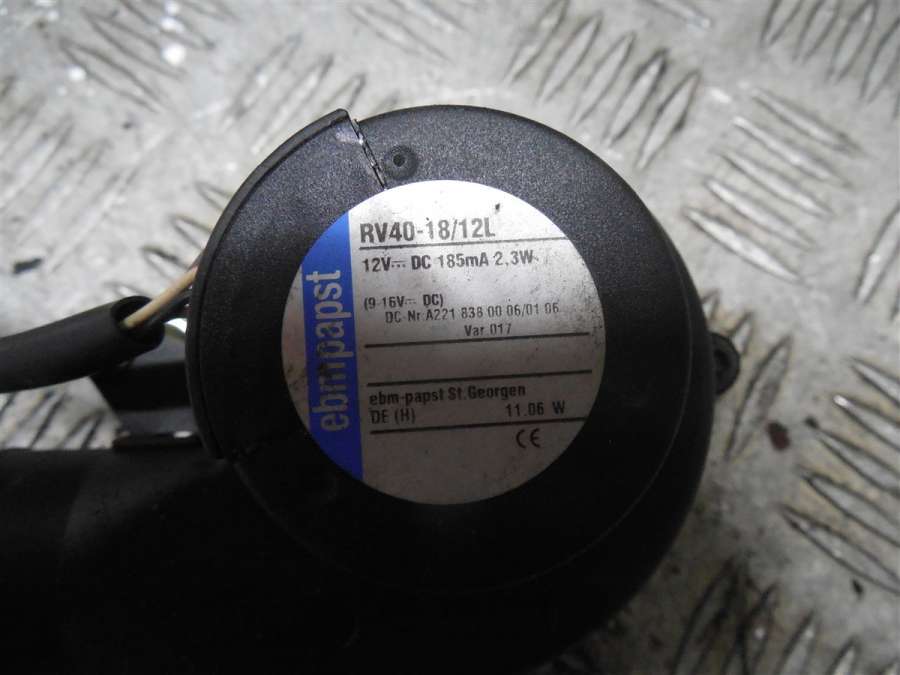 ebmpapst
RV40-18/12L
12V⎓ DC 185mA 2,3W
(9-16V⎓ DC)
DC-Nr.A221 838 00 06/01 06
Var.017
ebm-papst St.Georgen
DE (H) 11.06 W
CE